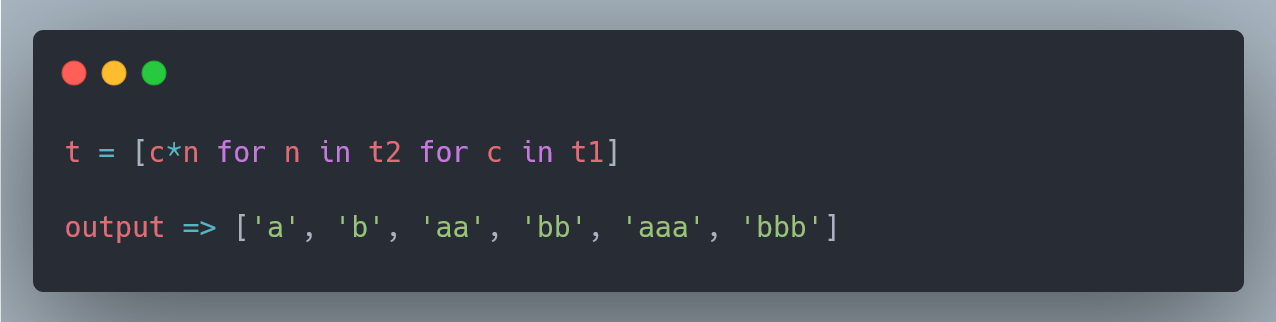 t = [c*n for n in t2 for c in t1]
output => ['a', 'b', 'aa', 'bb', 'aaa', 'bbb']